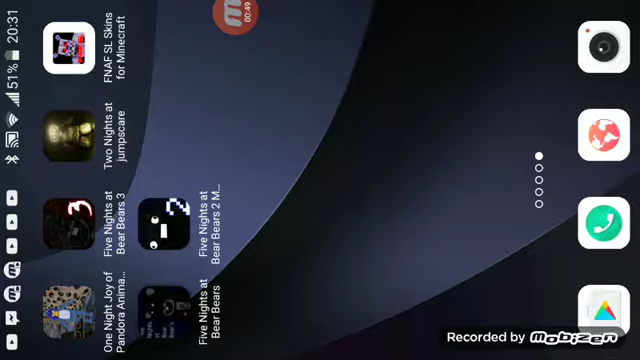 51% 20:31
00:49
One Night Joy of
Pandora Anima...
Five Nights at
Bear Bears 3
Two Nights at
jumpscare
FNAF SL Skins
for Minecraft
Five Nights at
Bear Bears
Five Nights at
Bear Bears 2 M...
Recorded by mobizen